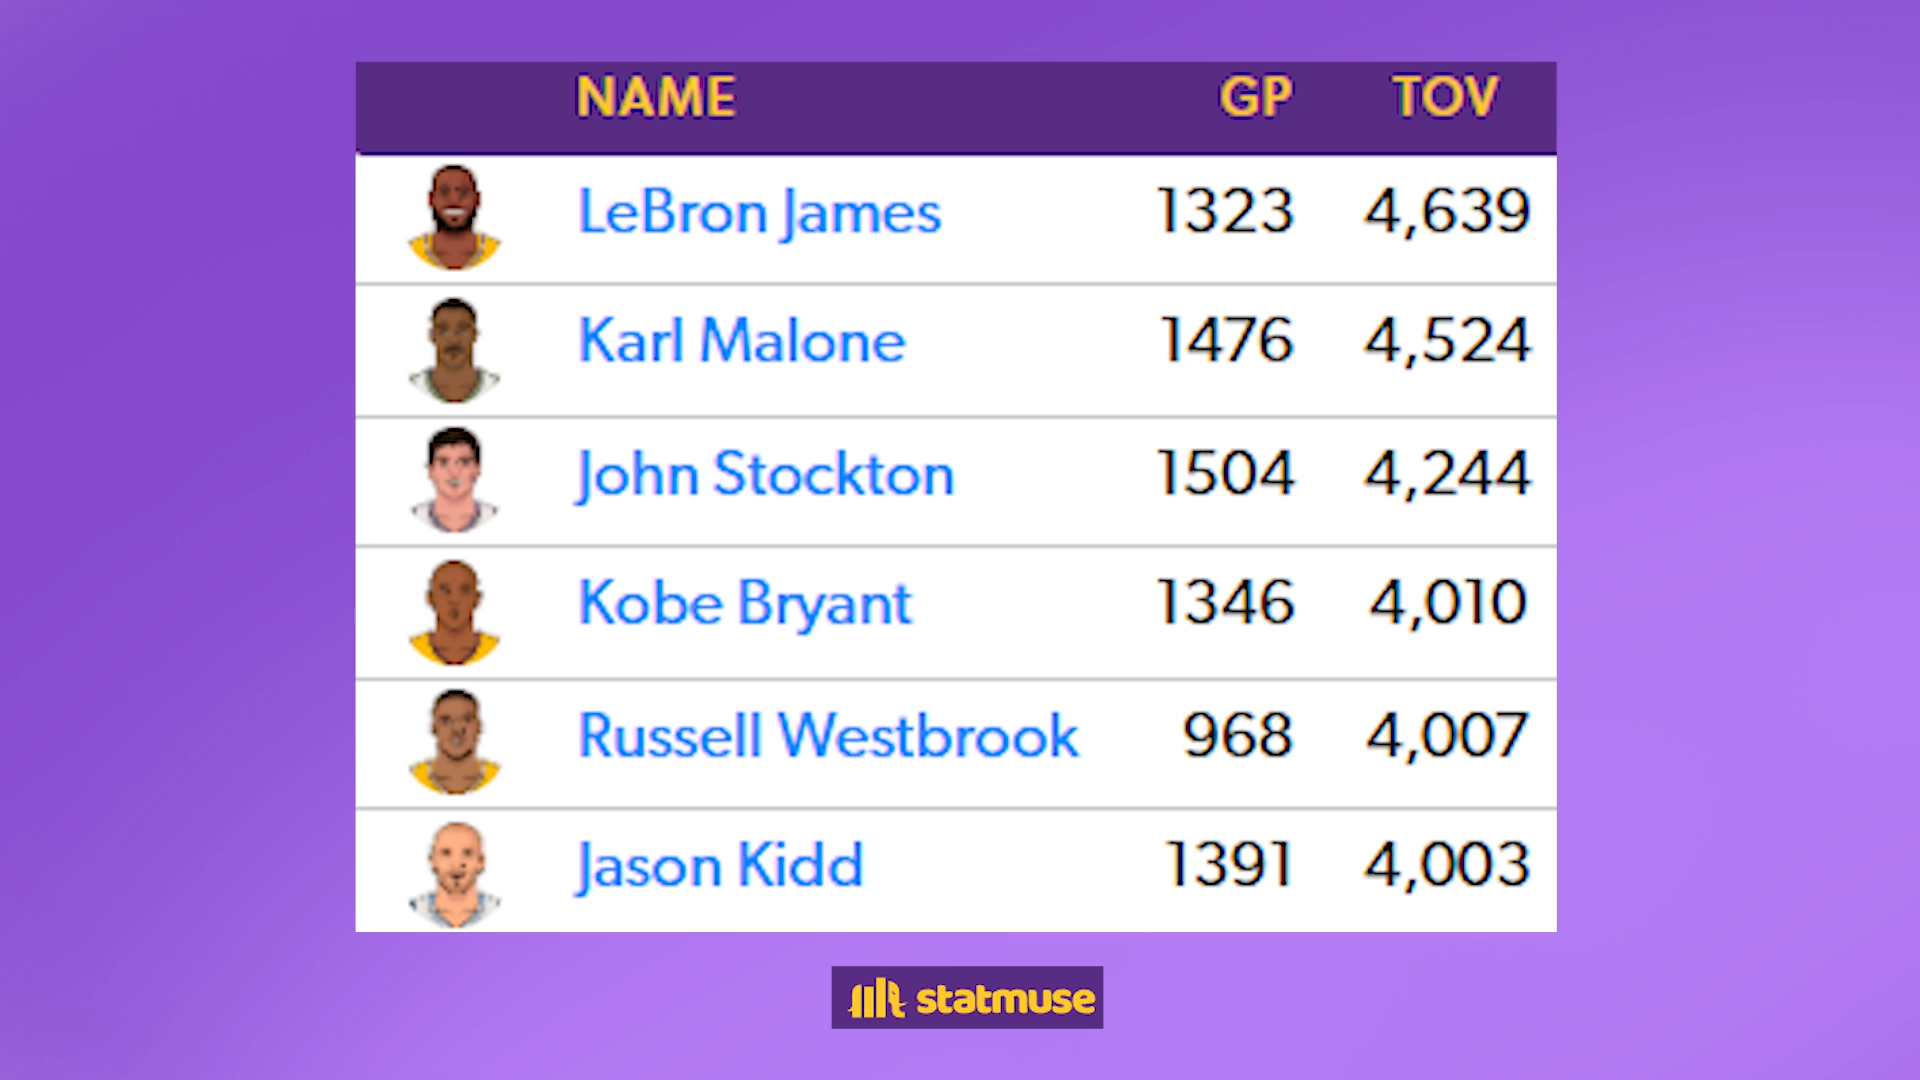 NAME GP TOV
LeBron James 1323 4,639
Karl Malone 1476 4,524
John Stockton 1504 4,244
Kobe Bryant 1346 4,010
Russell Westbrook 968 4,007
Jason Kidd 1391 4,003
statmuse